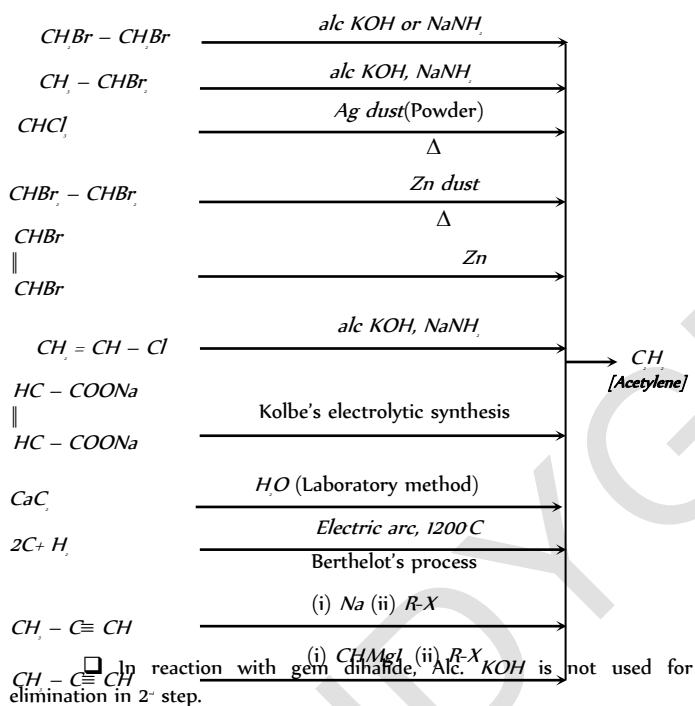 alc KOH or NaNH₂
CH₂Br – CH₂Br
alc KOH, NaNH₂
CH₃ – CHBr₂
Ag dust(Powder)
CHCl₃
Δ
Zn dust
CHBr₂ – CHBr₂
Δ
CHBr
||
Zn
CHBr
alc KOH, NaNH₂
CH₂ = CH – Cl
C₂H₂
[Acetylene]
HC – COONa
||
Kolbe's electrolytic synthesis
HC – COONa
H₂O (Laboratory method)
CaC₂
Electric arc, 1200C
2C+ H₂
Berthelot's process
(i) Na (ii) R-X
CH₃ – C≡ CH
(i) CH₃MgI, (ii) R-X
CH₃ – C≡ CH
❑ In reaction with gem dihalide, Alc. KOH is not used for
elimination in 2ⁿᵈ step.